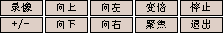 录像 向上 向左 变倍 停止
+/- 向下 向右 聚焦 退出